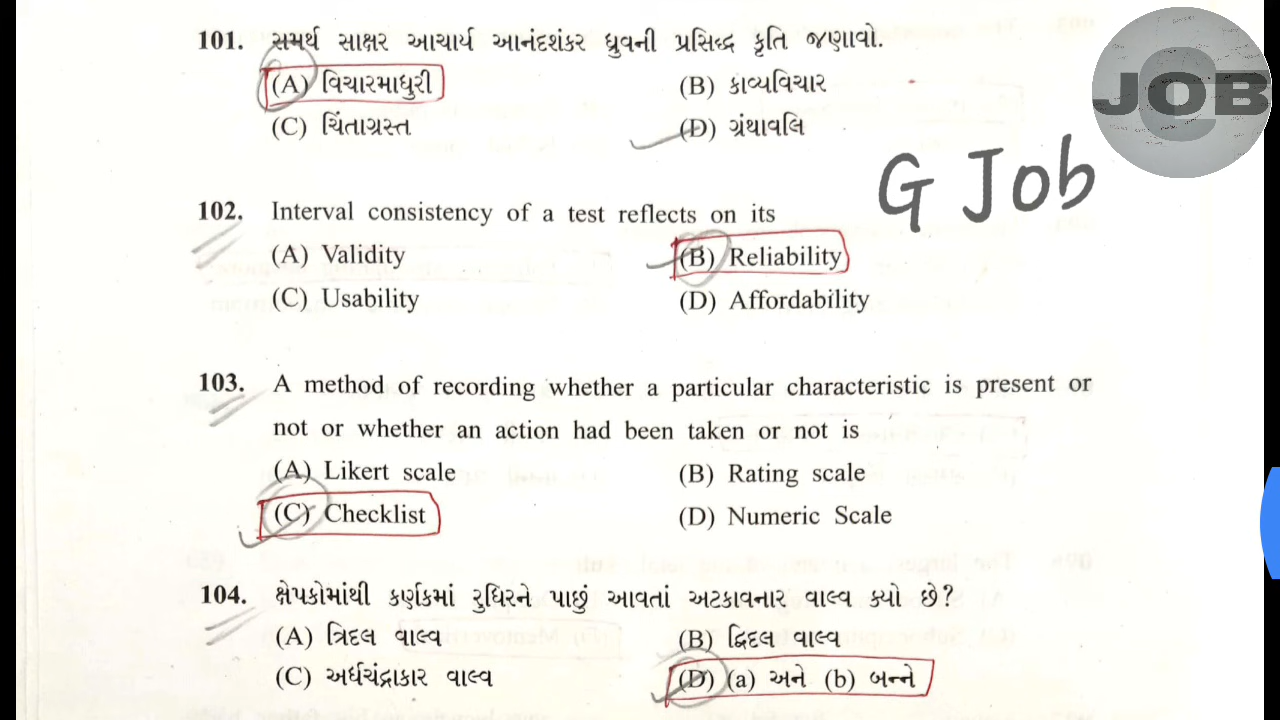 101. સમર્થ સાક્ષર આચાર્ય આનંદશંકર ધ્રુવની પ્રસિદ્ધ કૃતિ જણાવો.
(A) વિચારમાધુરી (B) કાવ્યવિચાર
(C) ચિંતાગ્રસ્ત (D) ગ્રંથાવલિ
JOB
G Job
102. Interval consistency of a test reflects on its
(A) Validity (B) Reliability
(C) Usability (D) Affordability
103. A method of recording whether a particular characteristic is present or
not or whether an action had been taken or not is
(A) Likert scale (B) Rating scale
(C) Checklist (D) Numeric Scale
104. ક્ષેપકોમાંથી કર્ણકમાં રુધિરને પાછું આવતાં અટકાવનાર વાલ્વ ક્યો છે?
(A) ત્રિદલ વાલ્વ (B) દ્વિદલ વાલ્વ
(C) અર્ધચંદ્રાકાર વાલ્વ (D) (a) અને (b) બન્ને